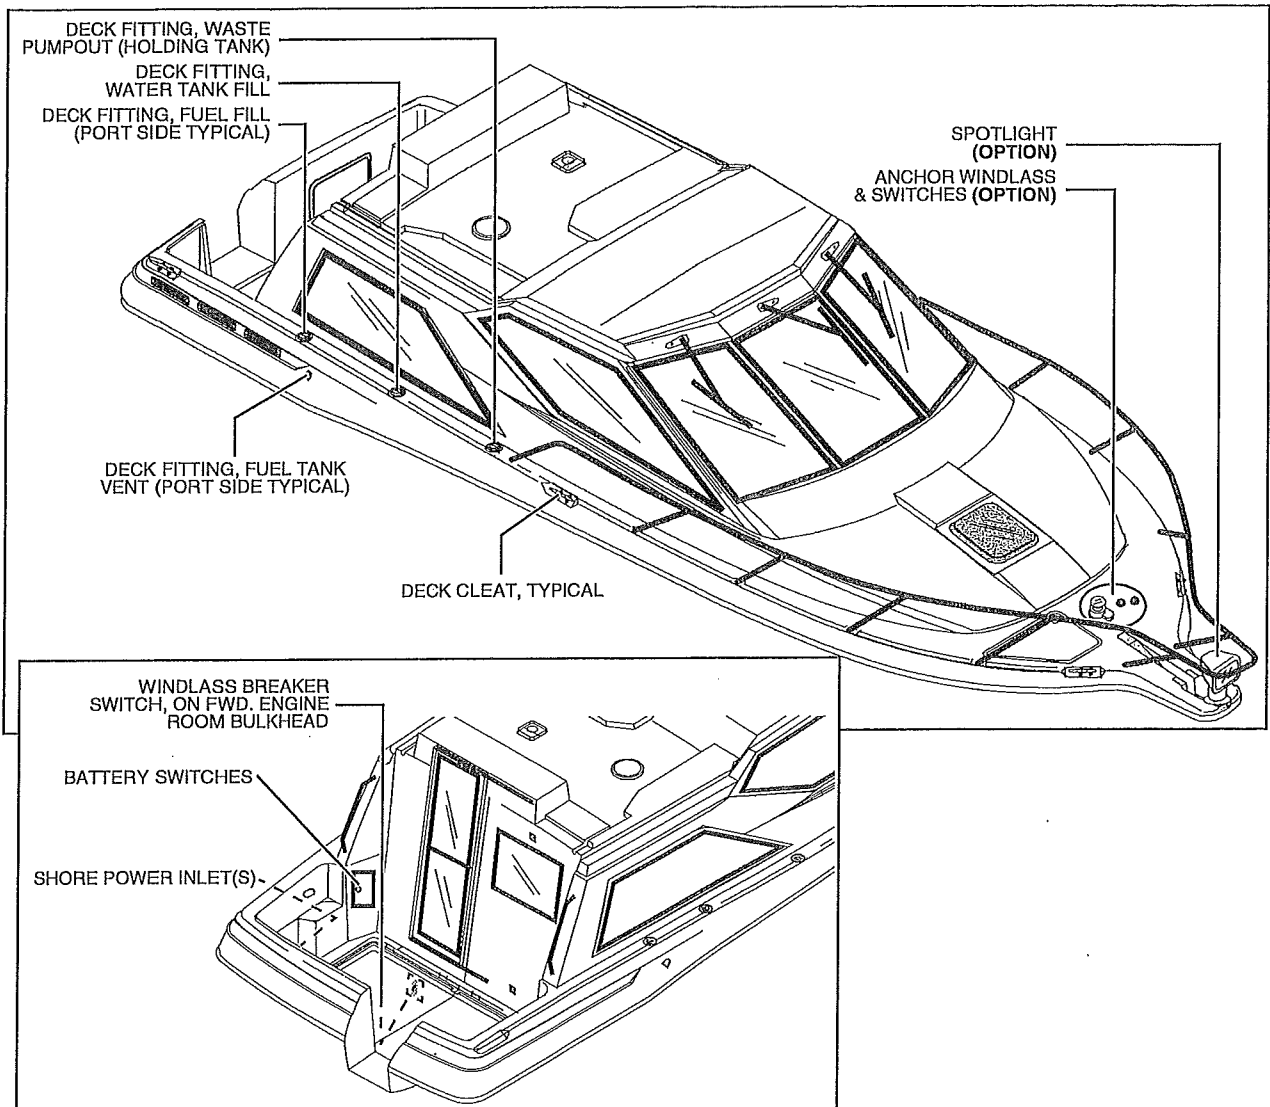 DECK FITTING, WASTE
PUMPOUT (HOLDING TANK)
DECK FITTING,
WATER TANK FILL
DECK FITTING, FUEL FILL
(PORT SIDE TYPICAL)
SPOTLIGHT
(OPTION)
ANCHOR WINDLASS
& SWITCHES (OPTION)
DECK FITTING, FUEL TANK
VENT (PORT SIDE TYPICAL)
DECK CLEAT, TYPICAL
WINDLASS BREAKER
SWITCH, ON FWD. ENGINE
ROOM BULKHEAD
BATTERY SWITCHES
SHORE POWER INLET(S)